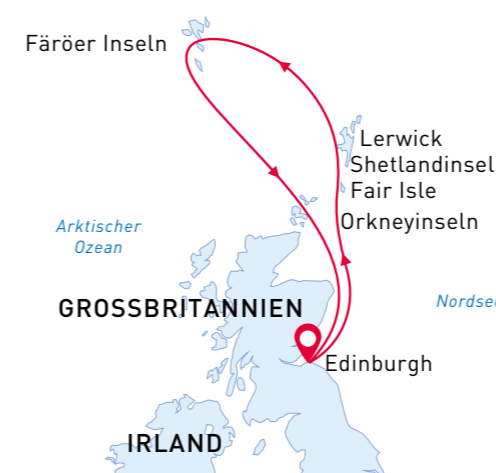 Färöer Inseln
Lerwick
Shetlandinsel
Fair Isle
Orkneyinseln
Arktischer
Ozean
GROSSBRITANNIEN
Nordsee
Edinburgh
IRLAND